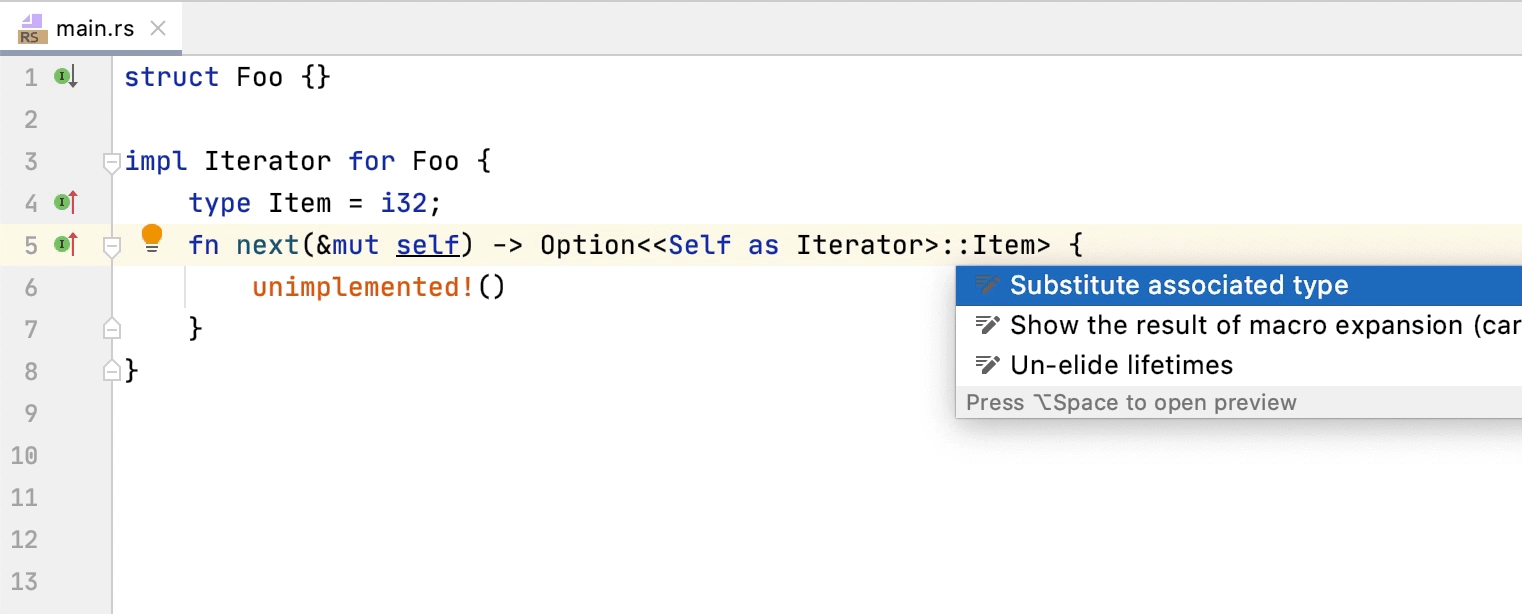 RS main.rs
1 struct Foo {}
2
3 impl Iterator for Foo {
4 type Item = i32;
5 fn next(&mut self) -> Option<<Self as Iterator>::Item> {
6 unimplemented!()
7 }
8 }
9
10
11
12
13
Substitute associated type
Show the result of macro expansion (car
Un-elide lifetimes
Press ⌥Space to open preview